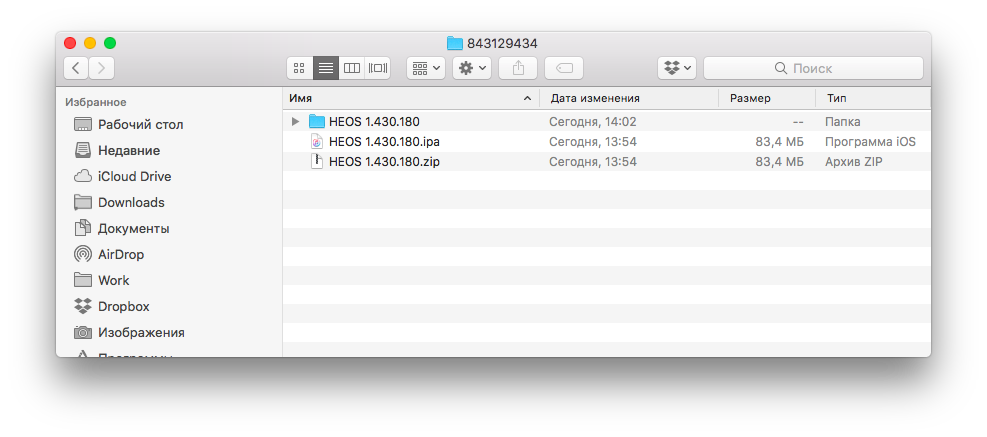 843129434
Поиск
Избранное
Рабочий стол
Недавние
iCloud Drive
Downloads
Документы
AirDrop
Work
Dropbox
Изображения
Программы
Имя Дата изменения Размер Тип
HEOS 1.430.180 Сегодня, 14:02 -- Папка
HEOS 1.430.180.ipa Сегодня, 13:54 83,4 МБ Программа iOS
HEOS 1.430.180.zip Сегодня, 13:54 83,4 МБ Архив ZIP